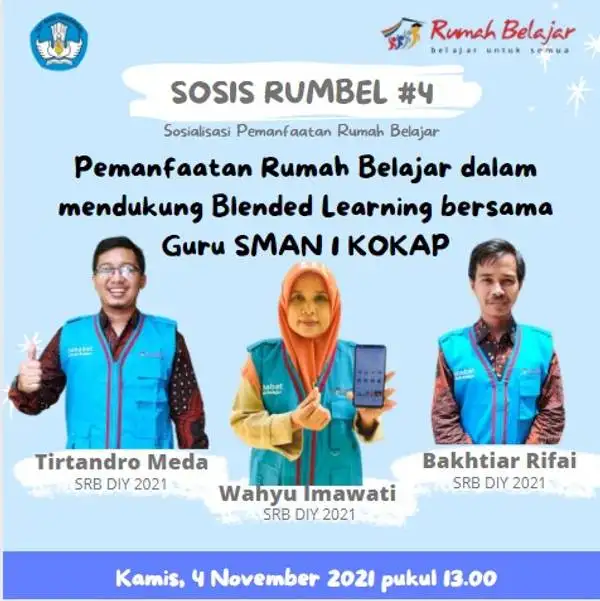 Rumah Belajar
belajar untuk semua
SOSIS RUMBEL #4
Sosialisasi Pemanfaatan Rumah Belajar
Pemanfaatan Rumah Belajar dalam
mendukung Blended Learning bersama
Guru SMAN 1 KOKAP
Tirtandro Meda
SRB DIY 2021
Wahyu Imawati
SRB DIY 2021
Bakhtiar Rifai
SRB DIY 2021
Kamis, 4 November 2021 pukul 13.00